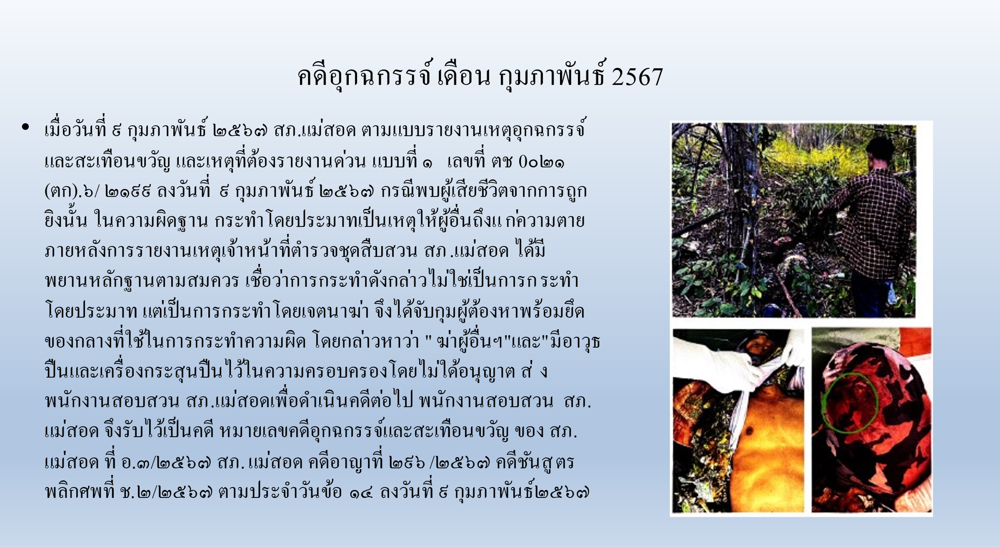 คดีอุกฉกรรจ์ เดือน กุมภาพันธ์ 2567
• เมื่อวันที่ ๙ กุมภาพันธ์ ๒๕๖๗ สภ.แม่สอด ตามแบบรายงานเหตุอุกฉกรรจ์
และสะเทือนขวัญ และเหตุที่ต้องรายงานด่วน แบบที่ ๑ เลขที่ ตช 0๐๒๑
(ตก).๖/ ๒๑๙๙ ลงวันที่ ๙ กุมภาพันธ์ ๒๕๖๗ กรณีพบผู้เสียชีวิตจากการถูก
ยิงนั้น ในความผิดฐาน กระทำโดยประมาทเป็นเหตุให้ผู้อื่นถึงแก่ความตาย
ภายหลังการรายงานเหตุเจ้าหน้าที่ตำรวจชุดสืบสวน สภ.แม่สอด ได้มี
พยานหลักฐานตามสมควร เชื่อว่าการกระทำดังกล่าวไม่ใช่เป็นการกระทำ
โดยประมาท แต่เป็นการกระทำโดยเจตนาฆ่า จึงได้จับกุมผู้ต้องหาพร้อมยึด
ของกลางที่ใช้ในการกระทำความผิด โดยกล่าวหาว่า " ฆ่าผู้อื่นฯ"และ"มีอาวุธ
ปืนและเครื่องกระสุนปืนไว้ในความครอบครองโดยไม่ได้อนุญาต ส่ ง
พนักงานสอบสวน สภ.แม่สอดเพื่อดำเนินคดีต่อไป พนักงานสอบสวน สภ.
แม่สอด จึงรับไว้เป็นคดี หมายเลขคดีอุกฉกรรจ์และสะเทือนขวัญ ของ สภ.
แม่สอด ที่ อ.๓/๒๕๖๗ สภ. แม่สอด คดีอาญาที่ ๒๙๖ /๒๕๖๗ คดีชันสูตร
พลิกศพที่ ช.๒/๒๕๖๗ ตามประจำวันข้อ ๑๔ ลงวันที่ ๙ กุมภาพันธ์๒๕๖๗